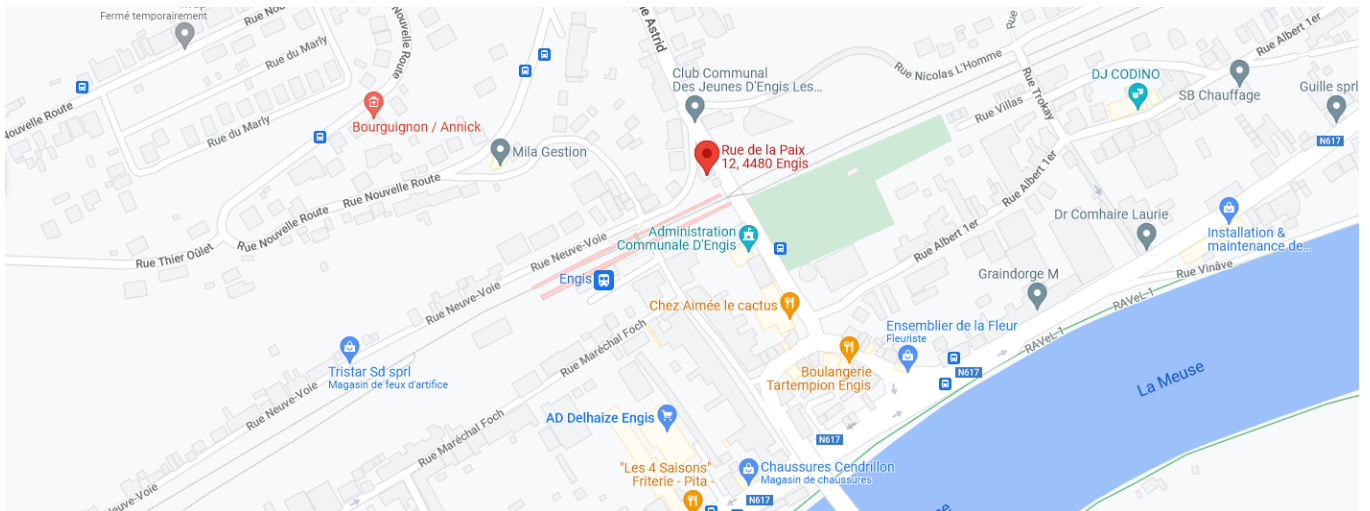 Fermé temporairement
Rue Nouvelle Route
Rue du Marly
Nouvelle Route
Astrid
Rue
Club Communal
Des Jeunes D'Engis Les...
Rue Nicolas L'Homme
Rue Albert 1er
DJ CODINO
SB Chauffage
Guille sprl
Nouvelle Route
Rue du Marly
Bourguignon / Annick
Mila Gestion
Rue de la Paix
12, 4480 Engis
Rue Villas
Rue Trokay
N617
Rue Nouvelle Route
Rue Nouvelle Route
Rue Thier Oûlet
Rue Neuve-Voie
Administration
Communale D'Engis
Rue Albert 1er
Rue Albert 1er
Dr Comhaire Laurie
Installation &
maintenance de...
Engis
Rue Neuve-Voie
Chez Aimée le cactus
Graindorge M
Rue Vinâve
RAVeL-1
RAVeL-1
Rue Maréchal Foch
Ensemblier de la Fleur
Fleuriste
Tristar Sd sprl
Magasin de feux d'artifice
Boulangerie
Tartempion Engis
N617
La Meuse
Rue Neuve-Voie
AD Delhaize Engis
Rue Maréchal Foch
N617
Rue Neuve-Voie
"Les 4 Saisons"
Friterie - Pita -
Chaussures Cendrillon
Magasin de chaussures
N617